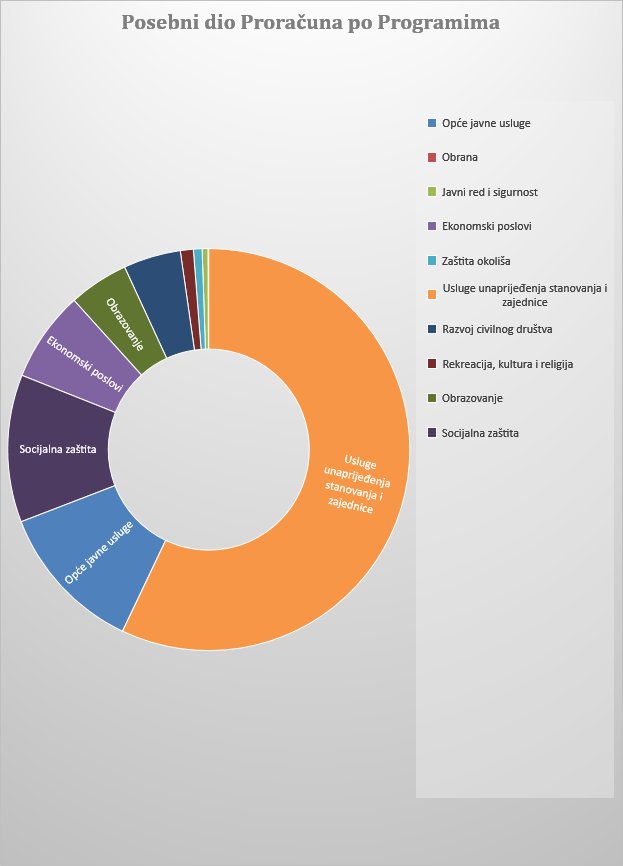 Posebni dio Proračuna po Programima
Opće javne usluge
Obrana
Javni red i sigurnost
Ekonomski poslovi
Zaštita okoliša
Usluge unaprijeđenja stanovanja i
zajednice
Razvoj civilnog društva
Rekreacija, kultura i religija
Obrazovanje
Socijalna zaštita
Obrazovanje
Ekonomski poslovi
Socijalna zaštita
Opće javne usluge
Usluge
unaprijeđenja
stanovanja i
zajednice